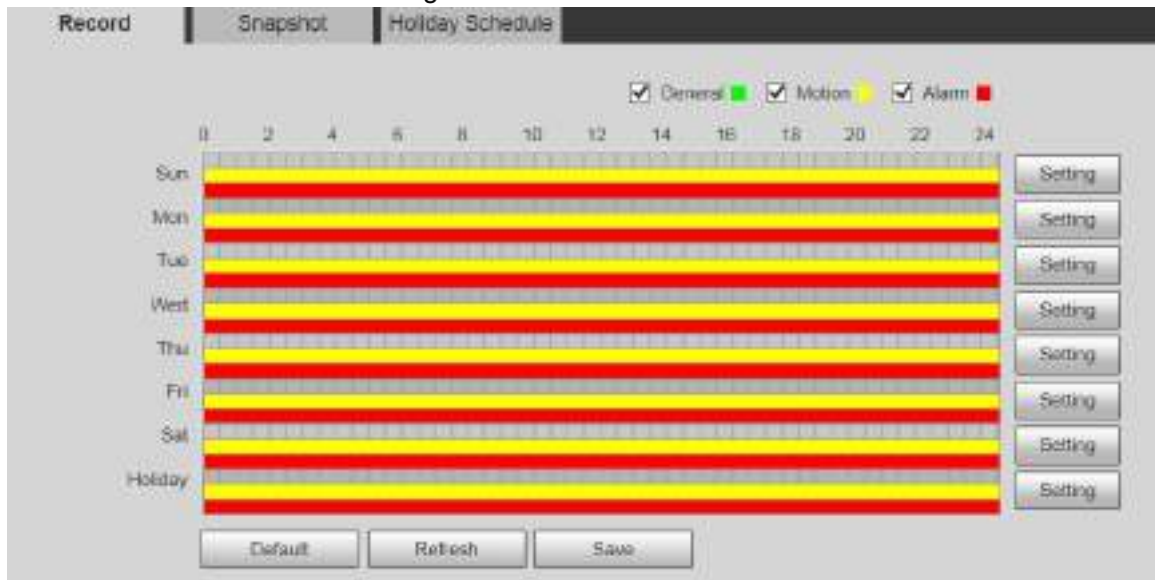 Record Snapshot Holiday Schedule
General Motion Alarm
0 2 4 6 8 10 12 14 16 18 20 22 24
Sun Setting
Mon Setting
Tue Setting
West Setting
Thu Setting
Fri Setting
Sat Setting
Holiday Setting
Default Refresh Save